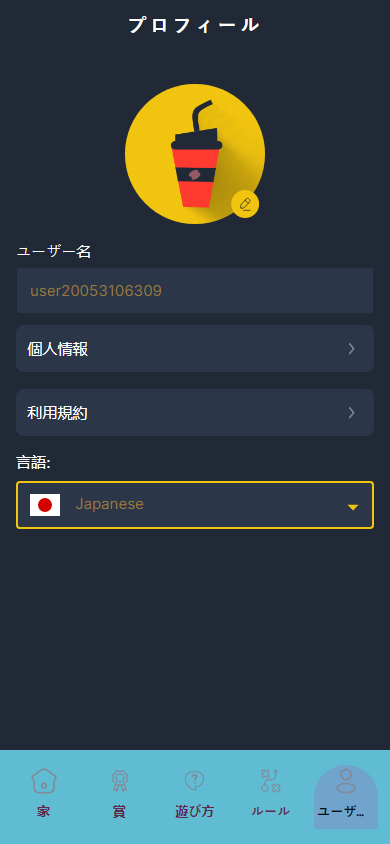 プロフィール
ユーザー名
user20053106309
個人情報
利用規約
言語:
Japanese
家
賞
遊び方
ルール
ユーザ...